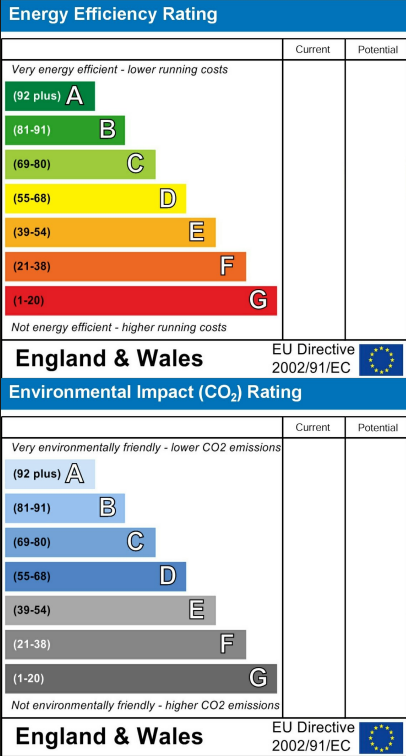 Energy Efficiency Rating
Current Potential
Very energy efficient - lower running costs
(92 plus) A
(81-91) B
(69-80) C
(55-68) D
(39-54) E
(21-38) F
(1-20) G
Not energy efficient - higher running costs
England & Wales
EU Directive
2002/91/EC
Environmental Impact (CO₂) Rating
Current Potential
Very environmentally friendly - lower CO2 emissions
(92 plus) A
(81-91) B
(69-80) C
(55-68) D
(39-54) E
(21-38) F
(1-20) G
Not environmentally friendly - higher CO2 emissions
England & Wales
EU Directive
2002/91/EC